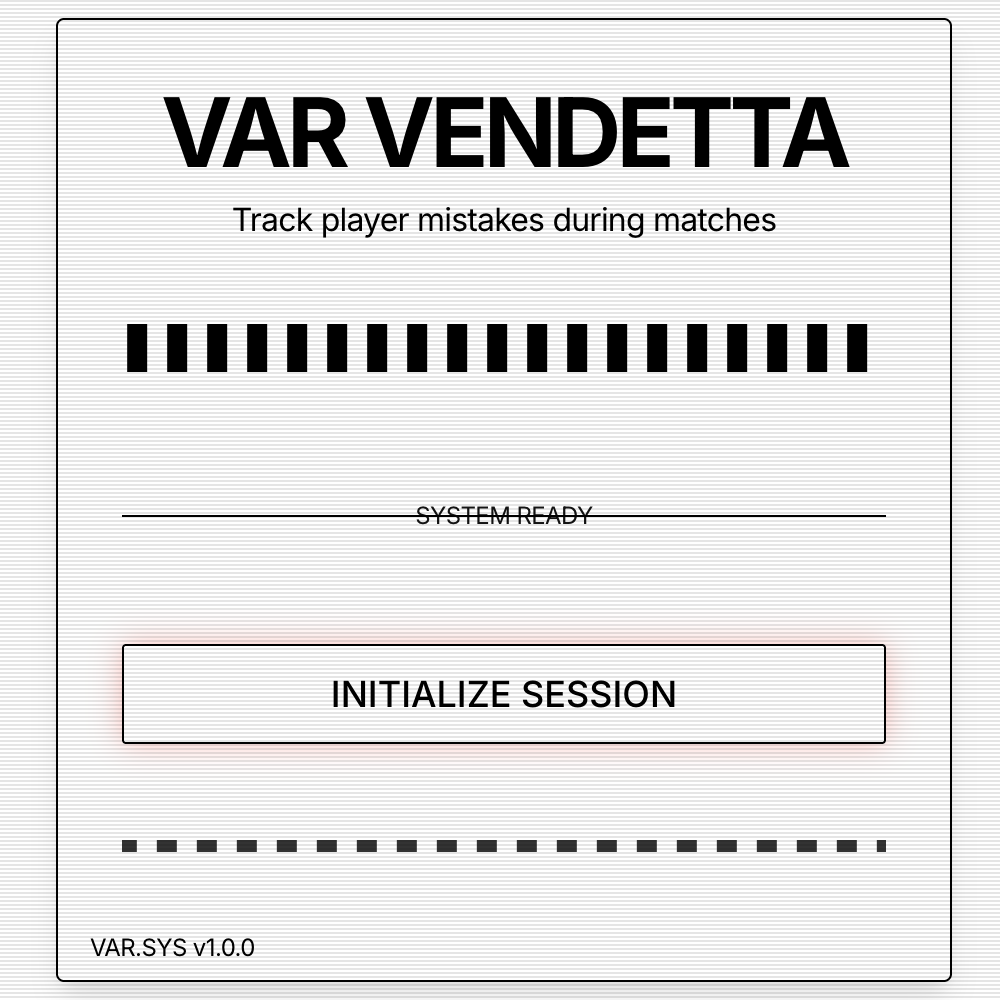 VAR VENDETTA
Track player mistakes during matches
SYSTEM READY
INITIALIZE SESSION
VAR.SYS v1.0.0